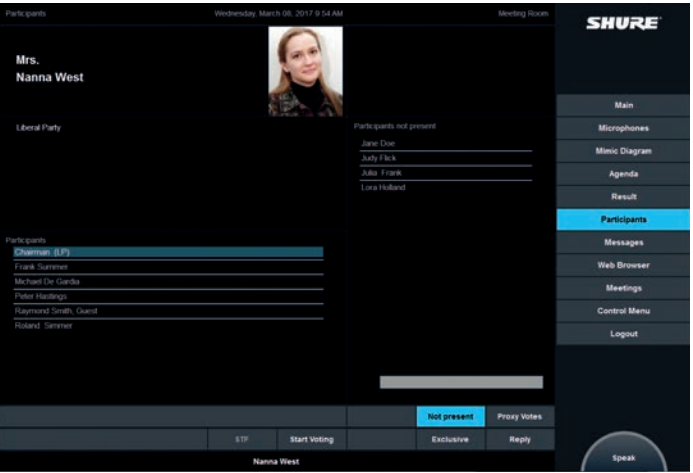 Participants
Wednesday, March 08, 2017 9:54 AM
Meeting Room
SHURE
Mrs.
Nanna West
Liberal Party
Participants not present
Jane Doe
Judy Flick
Julia Frank
Lora Holland
Participants
Chairman (LP)
Frank Summer
Michael De Gardia
Peter Hastings
Raymond Smith, Guest
Roland Simmer
Main
Microphones
Mimic Diagram
Agenda
Result
Participants
Messages
Web Browser
Meetings
Control Menu
Logout
Not present
Proxy Votes
STF
Start Voting
Exclusive
Reply
Nanna West
Speak